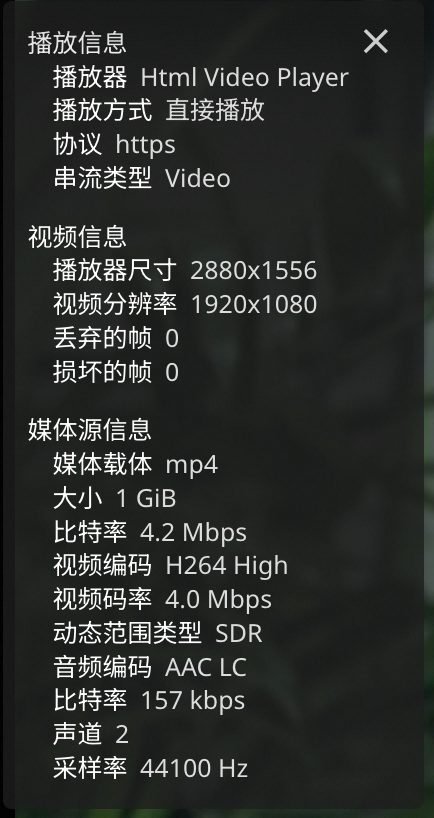 播放信息
播放器 Html Video Player
播放方式 直接播放
协议 https
串流类型 Video
视频信息
播放器尺寸 2880x1556
视频分辨率 1920x1080
丢弃的帧 0
损坏的帧 0
媒体源信息
媒体载体 mp4
大小 1 GiB
比特率 4.2 Mbps
视频编码 H264 High
视频码率 4.0 Mbps
动态范围类型 SDR
音频编码 AAC LC
比特率 157 kbps
声道 2
采样率 44100 Hz